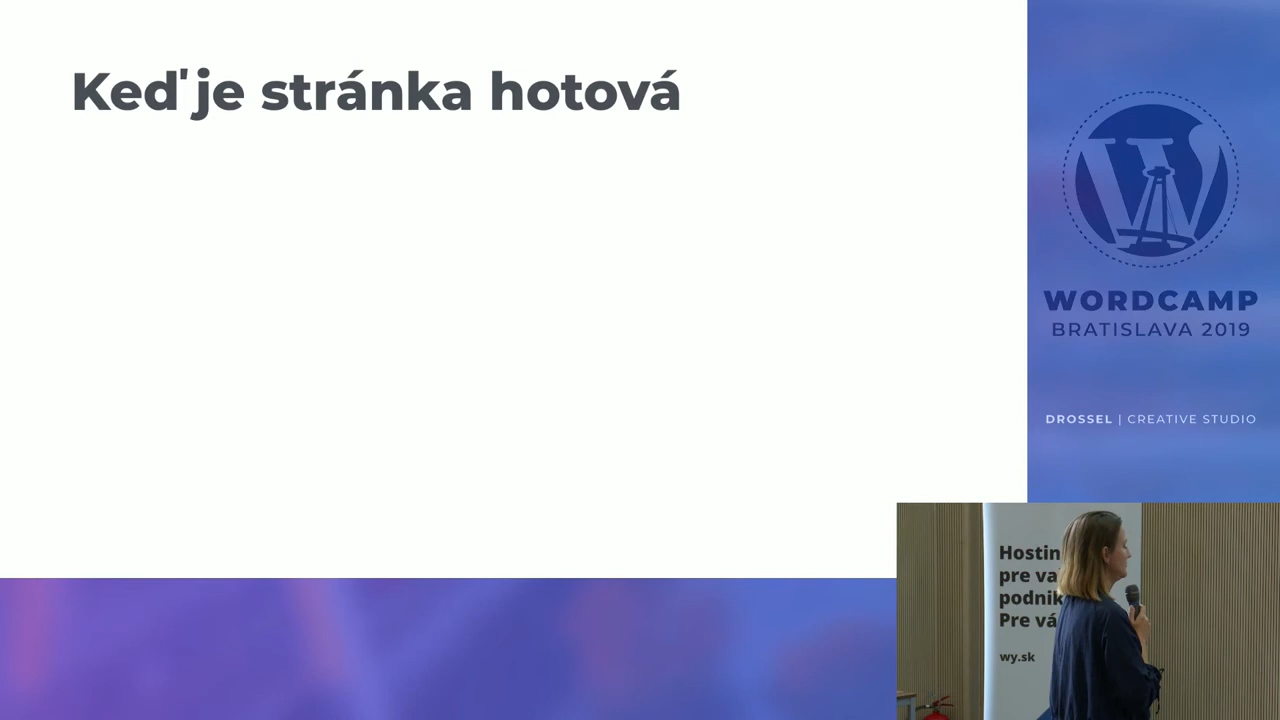 Keď je stránka hotová
WORDCAMP
BRATISLAVA 2019
DROSSEL | CREATIVE STUDIO
Hostin
pre va
podnik
Pre vá
wy.sk